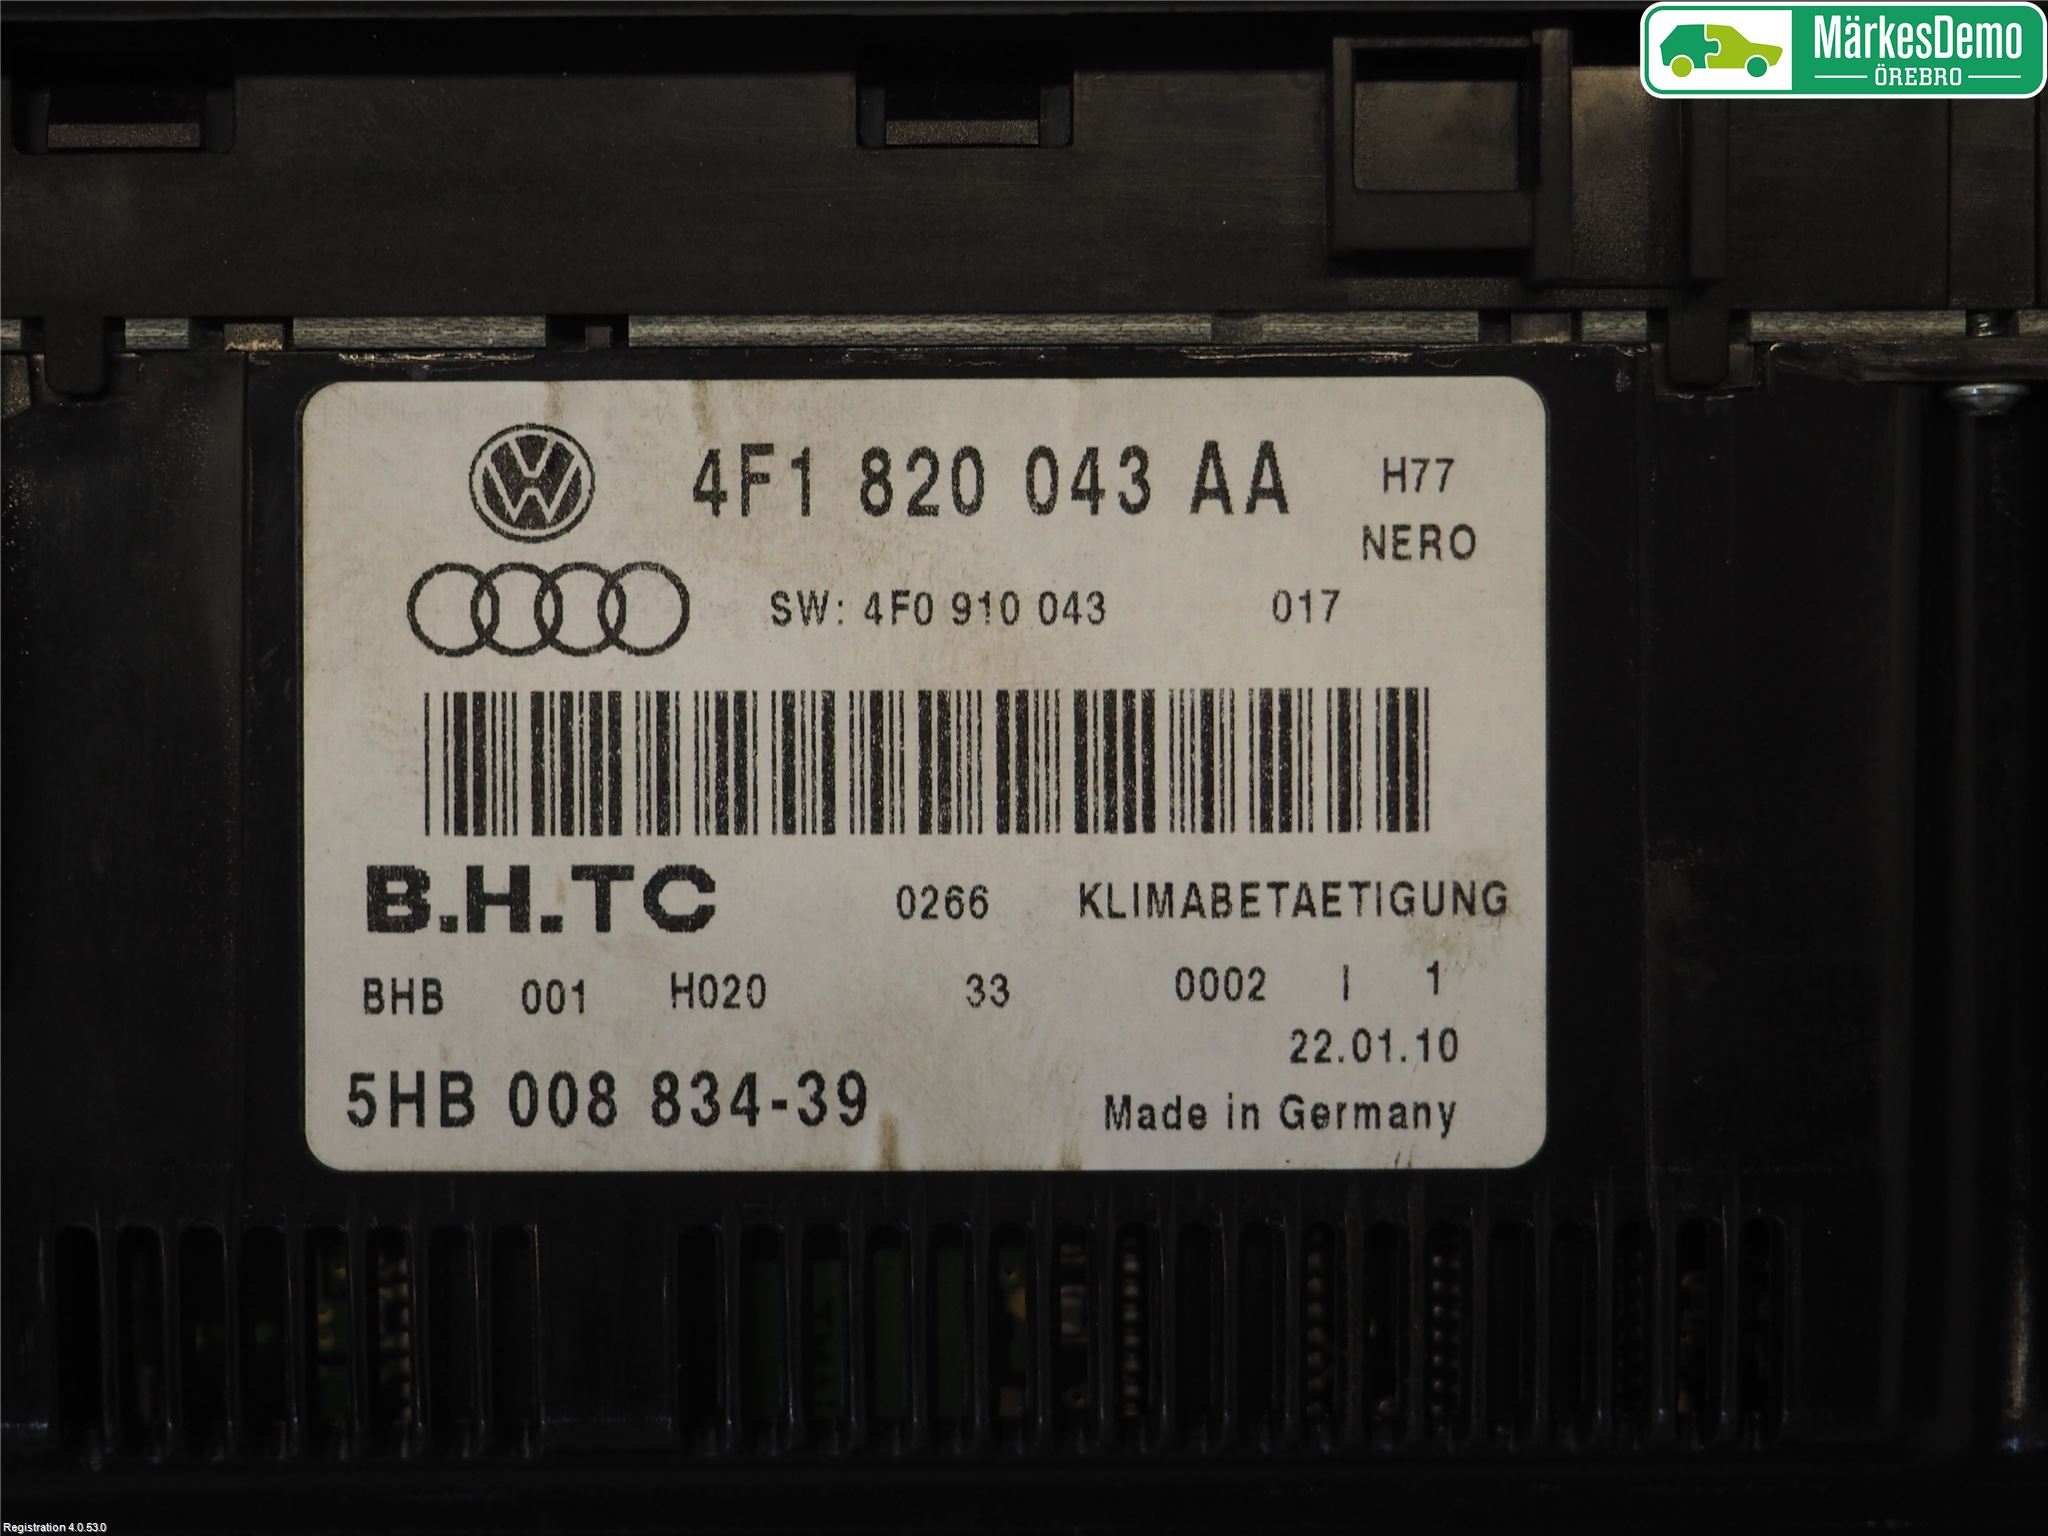 MärkesDemo
ÖREBRO
4F1 820 043 AA H77
NERO
SW: 4F0 910 043 017
B.H.TC 0266 KLIMABETAETIGUNG
BHB 001 H020 33 0002 I 1
22.01.10
5HB 008 834-39 Made in Germany
Registration 4.0.53.0